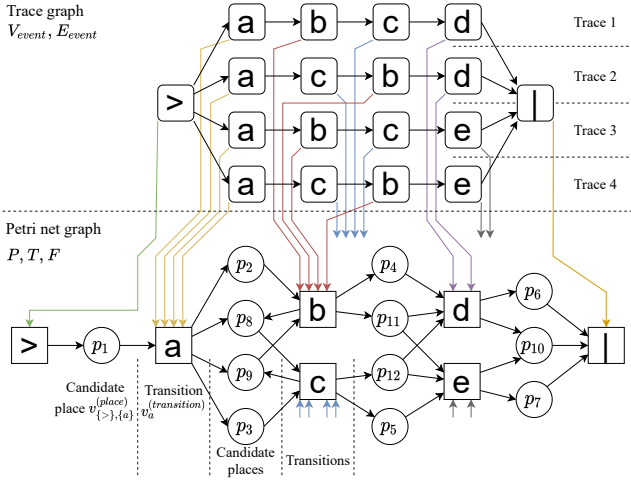 Trace graph
V_event, E_event
a b c d Trace 1
a c b d Trace 2
> |
a b c e Trace 3
a c b e Trace 4
Petri net graph
P, T, F
p2 p4
p6
b d
p8 p11
> p1 a p10 |
p9 p12
c e
p7
p3 p5
Candidate
place v_{>},{a}^(place)
Transition
v_a^(transition)
Candidate
places
Transitions